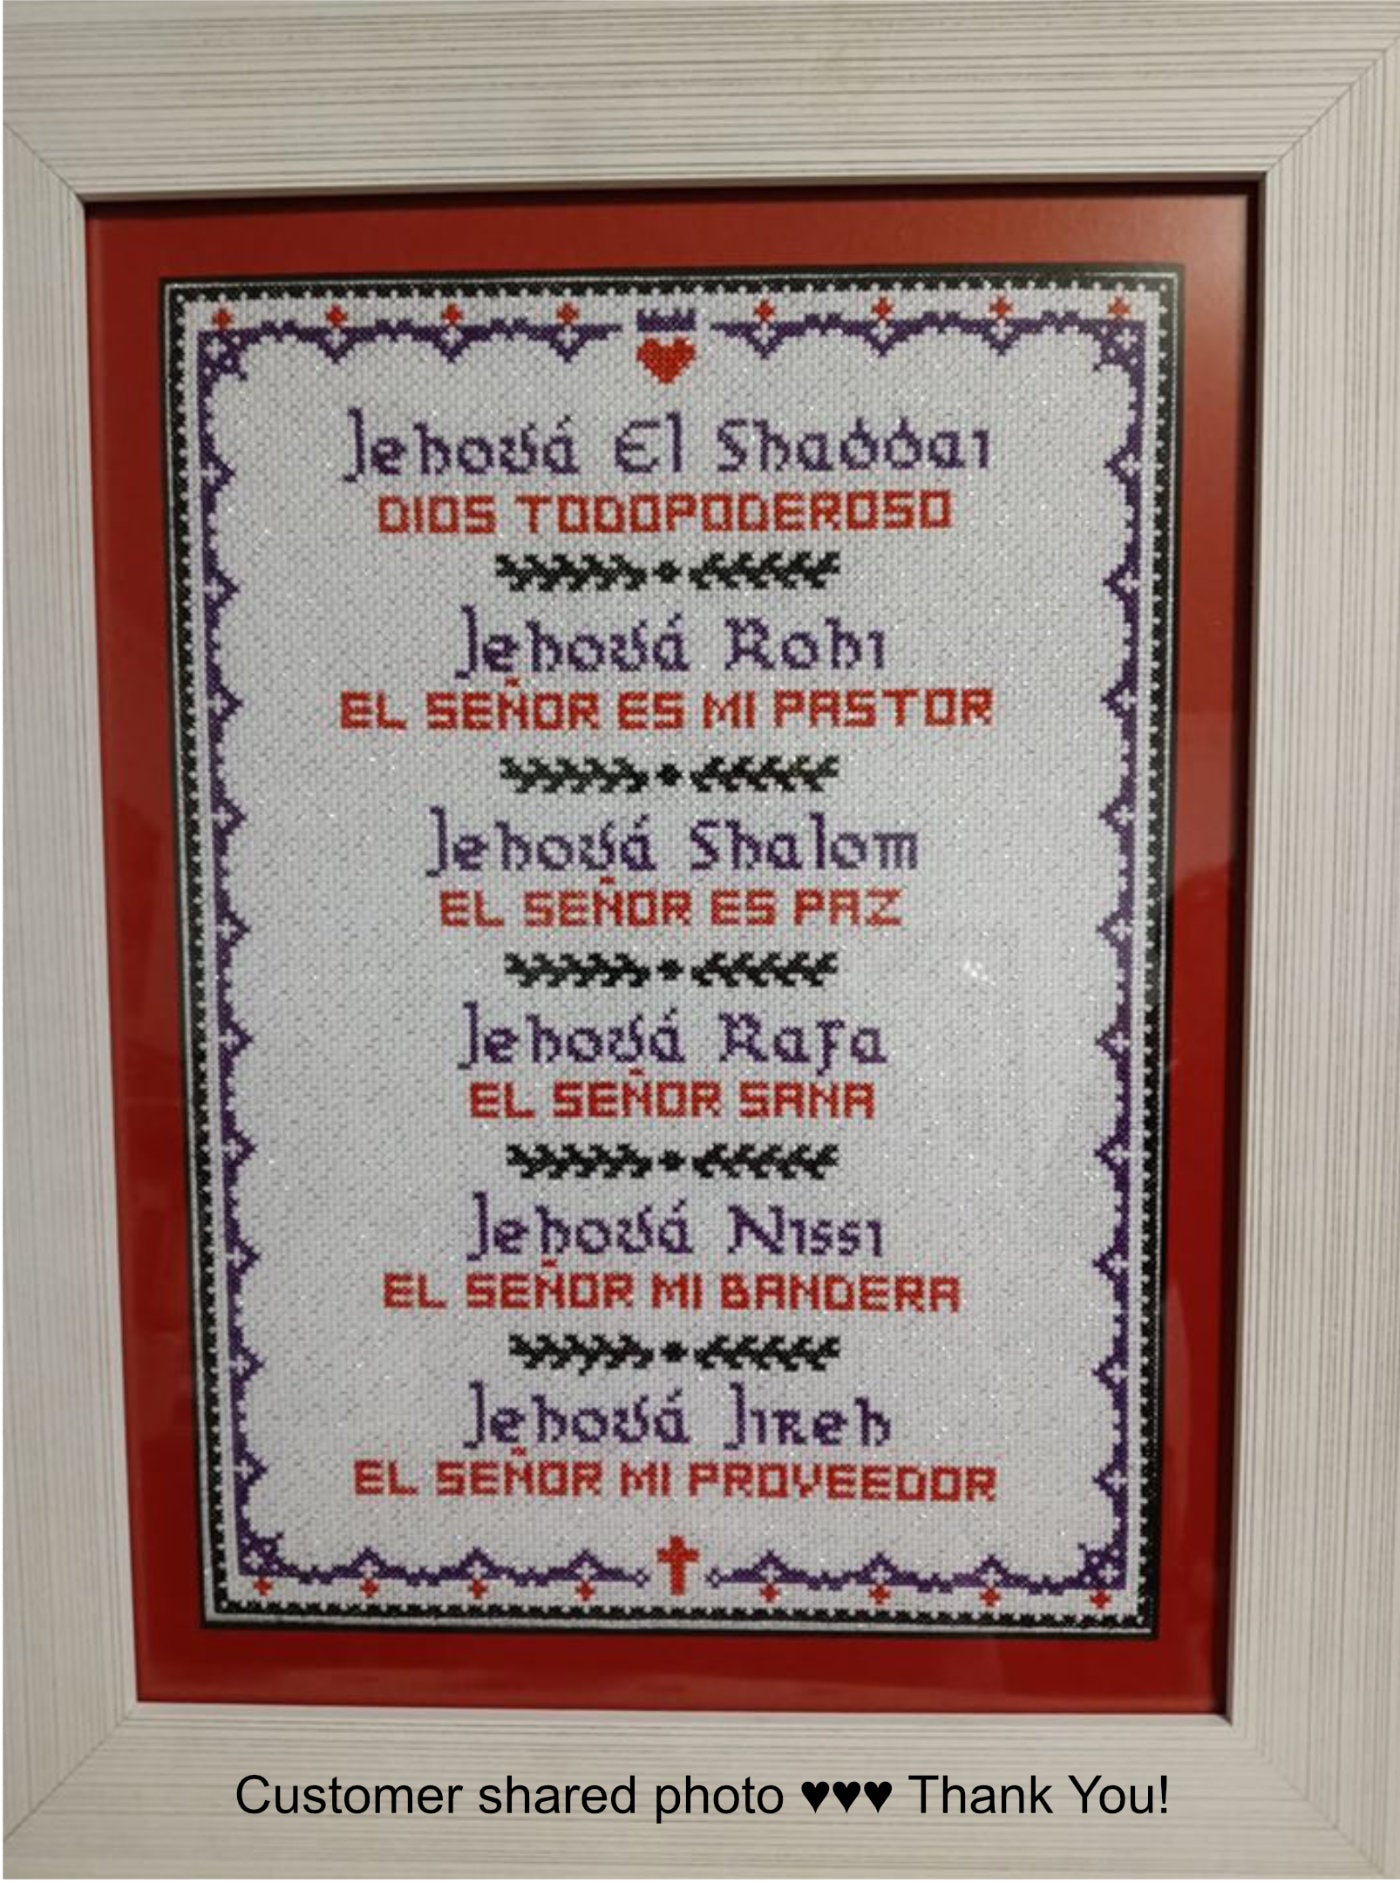 Jehová El Shaddai
DIOS TODOPODEROSO
Jehová Rohi
EL SEÑOR ES MI PASTOR
Jehová Shalom
EL SEÑOR ES PAZ
Jehová Rafa
EL SEÑOR SANA
Jehová Nissi
EL SEÑOR MI BANDERA
Jehová Jireh
EL SEÑOR MI PROVEEDOR
Customer shared photo ♥♥♥ Thank You!